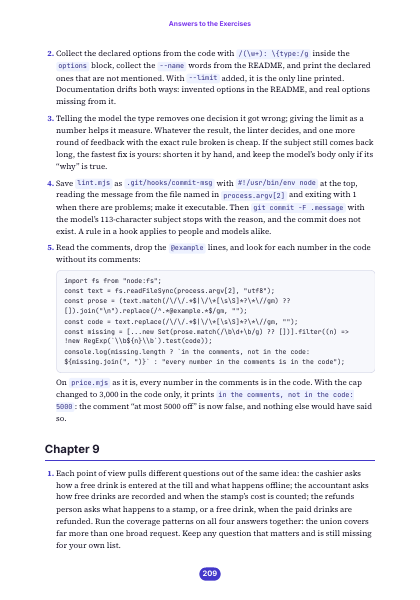 Answers to the Exercises
2. Collect the declared options from the code with /(\w+): \{type:/g inside the
options block, collect the --name words from the README, and print the declared
ones that are not mentioned. With --limit added, it is the only line printed.
Documentation drifts both ways: invented options in the README, and real options
missing from it.
3. Telling the model the type removes one decision it got wrong; giving the limit as a
number helps it measure. Whatever the result, the linter decides, and one more
round of feedback with the exact rule broken is cheap. If the subject still comes back
long, the fastest fix is yours: shorten it by hand, and keep the model's body only if its
"why" is true.
4. Save lint.mjs as .git/hooks/commit-msg with #!/usr/bin/env node at the top,
reading the message from the file named in process.argv[2] and exiting with 1
when there are problems; make it executable. Then git commit -F .message with
the model's 113-character subject stops with the reason, and the commit does not
exist. A rule in a hook applies to people and models alike.
5. Read the comments, drop the @example lines, and look for each number in the code
without its comments:
import fs from "node:fs";
const text = fs.readFileSync(process.argv[2], "utf8");
const prose = (text.match(/\/\/.*$|\/\*[\s\S]*?\*\//gm) ??
[]).join("\n").replace(/^.*@example.*$/gm, "");
const code = text.replace(/\/\/.*$|\/\*[\s\S]*?\*\//gm, "");
const missing = [...new Set(prose.match(/\b\d+\b/g) ?? [])].filter((n) =>
!new RegExp(`\\b${n}\\b`).test(code));
console.log(missing.length ? `in the comments, not in the code:
${missing.join(", ")}` : "every number in the comments is in the code");
On price.mjs as it is, every number in the comments is in the code. With the cap
changed to 3,000 in the code only, it prints in the comments, not in the code:
5000 : the comment "at most 5000 off" is now false, and nothing else would have said
so.
Chapter 9
1. Each point of view pulls different questions out of the same idea: the cashier asks
how a free drink is entered at the till and what happens offline; the accountant asks
how free drinks are recorded and when the stamp's cost is counted; the refunds
person asks what happens to a stamp, or a free drink, when the paid drinks are
refunded. Run the coverage patterns on all four answers together: the union covers
far more than one broad request. Keep any question that matters and is still missing
for your own list.
209